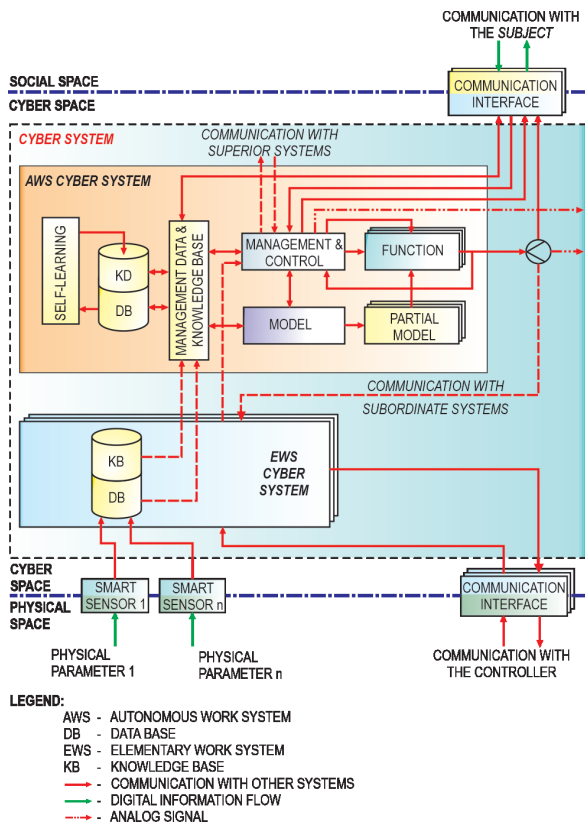 COMMUNICATION WITH
THE SUBJECT
SOCIAL SPACE
CYBER SPACE
COMMUNICATION
INTERFACE
CYBER SYSTEM
COMMUNICATION WITH
SUPERIOR SYSTEMS
AWS CYBER SYSTEM
SELF-LEARNING
KD
DB
MANAGEMENT DATA &
KNOWLEDGE BASE
MANAGEMENT &
CONTROL
FUNCTION
MODEL
PARTIAL
MODEL
COMMUNICATION WITH
SUBORDINATE SYSTEMS
KB
DB
EWS
CYBER
SYSTEM
CYBER
SPACE
PHYSICAL
SPACE
SMART
SENSOR 1
SMART
SENSOR n
COMMUNICATION
INTERFACE
PHYSICAL
PARAMETER 1
PHYSICAL
PARAMETER n
COMMUNICATION WITH
THE CONTROLLER
LEGEND:
AWS - AUTONOMOUS WORK SYSTEM
DB - DATA BASE
EWS - ELEMENTARY WORK SYSTEM
KB - KNOWLEDGE BASE
- COMMUNICATION WITH OTHER SYSTEMS
- DIGITAL INFORMATION FLOW
- ANALOG SIGNAL